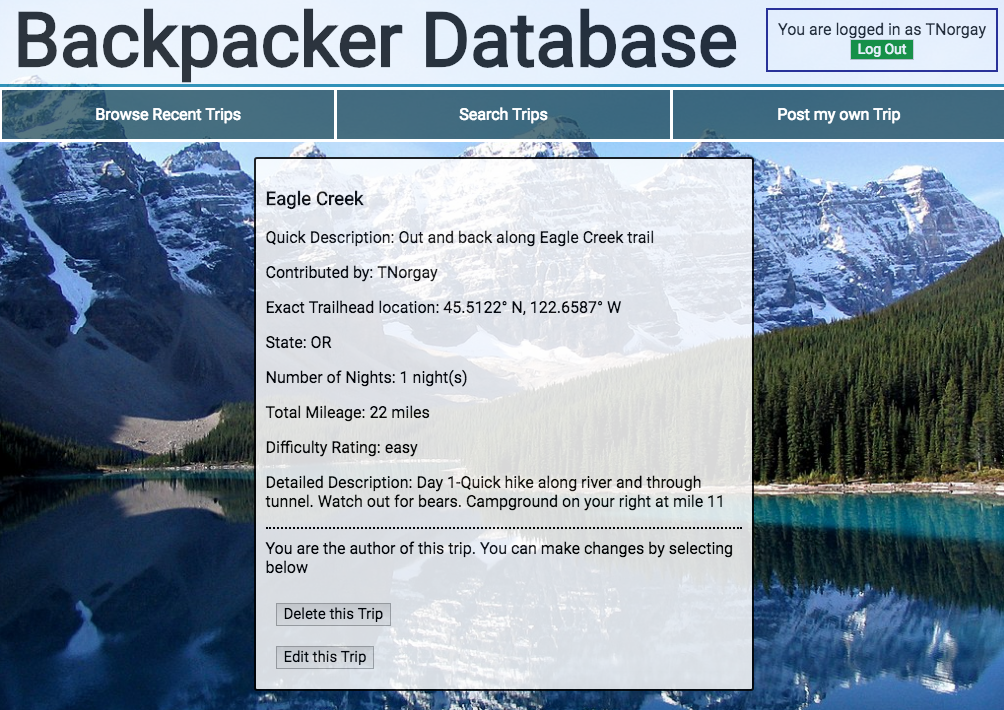 Backpacker Database
You are logged in as TNorgay
Log Out
Browse Recent Trips
Search Trips
Post my own Trip
Eagle Creek
Quick Description: Out and back along Eagle Creek trail
Contributed by: TNorgay
Exact Trailhead location: 45.5122° N, 122.6587° W
State: OR
Number of Nights: 1 night(s)
Total Mileage: 22 miles
Difficulty Rating: easy
Detailed Description: Day 1-Quick hike along river and through
tunnel. Watch out for bears. Campground on your right at mile 11
You are the author of this trip. You can make changes by selecting
below
Delete this Trip
Edit this Trip